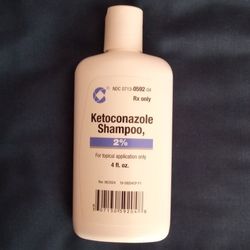 NDC 0713-0592-04
Rx only
Ketoconazole
Shampoo,
2%
For topical application only
4 fl. oz.